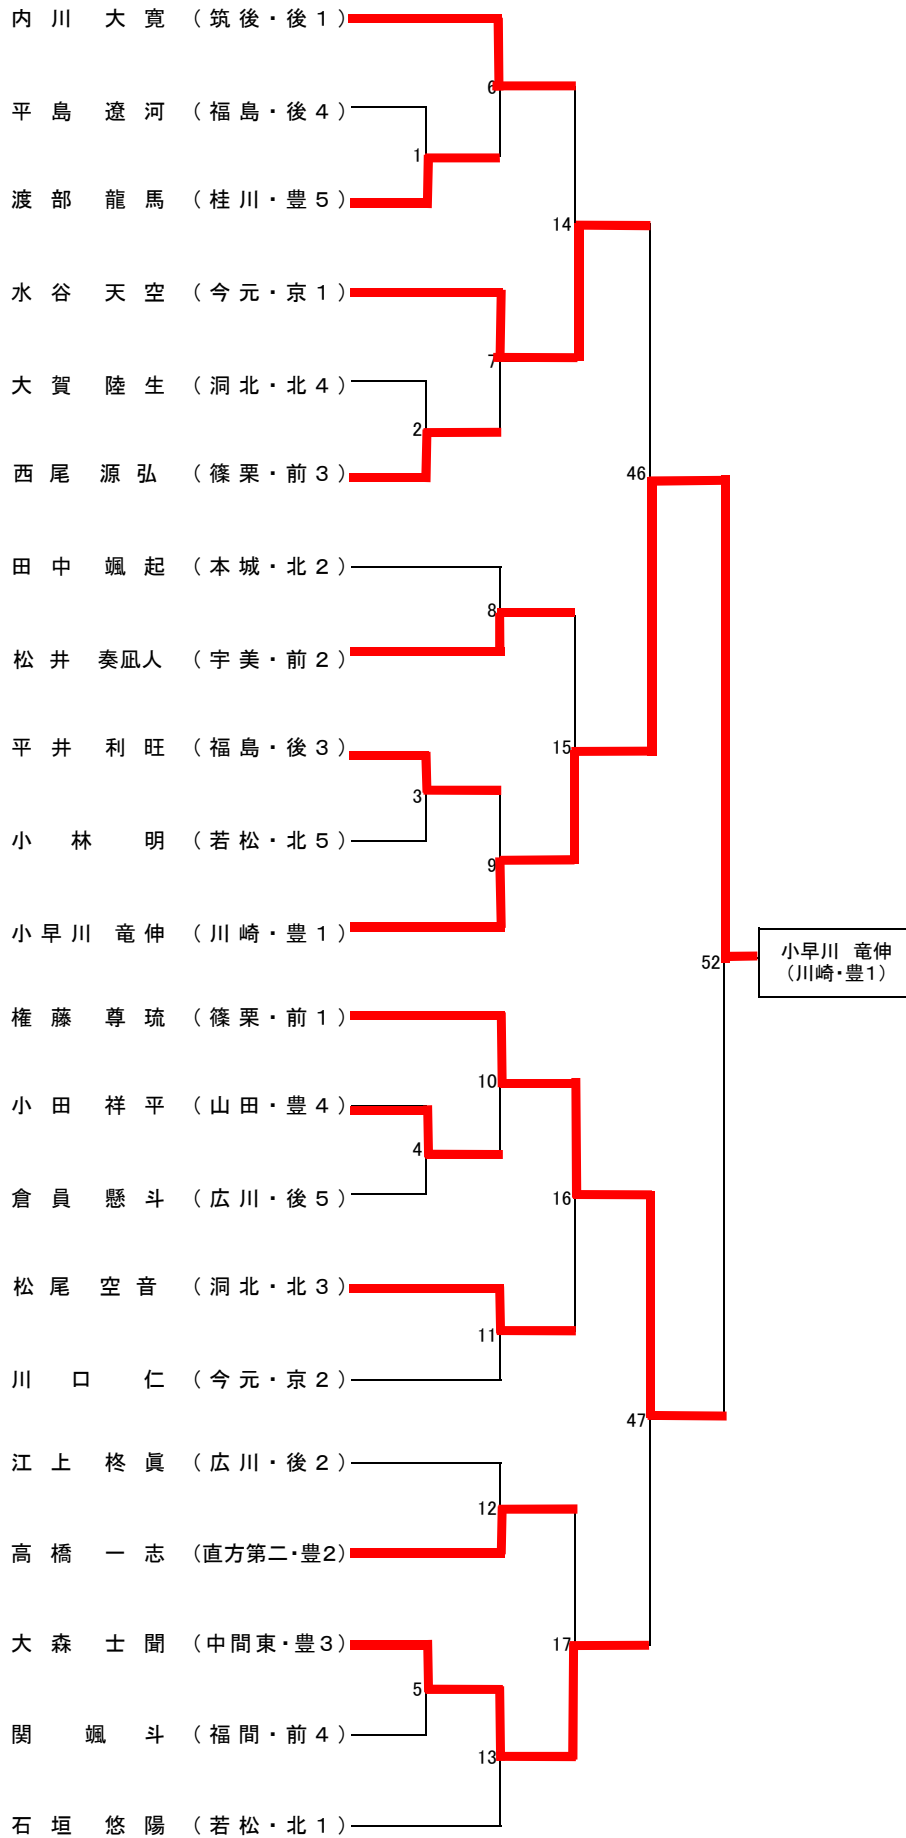 内川 大寛 (筑後・後1)
6
平島 遼河 (福島・後4)
1
渡部 龍馬 (桂川・豊5)
14
水谷 天空 (今元・京1)
7
大賀 陸生 (洞北・北4)
2
西尾 源弘 (篠栗・前3)
46
田中 颯起 (本城・北2)
8
松井 奏凪人 (宇美・前2)
平井 利旺 (福島・後3)
15
3
小林 明 (若松・北5)
9
小早川 竜伸 (川崎・豊1)
小早川 竜伸
(川崎・豊1)
52
権藤 尊琉 (篠栗・前1)
10
小田 祥平 (山田・豊4)
4
倉員 懸斗 (広川・後5)
16
松尾 空音 (洞北・北3)
11
川口 仁 (今元・京2)
47
江上 柊眞 (広川・後2)
12
高橋 一志 (直方第二・豊2)
大森 士聞 (中間東・豊3)
17
5
関 颯斗 (福間・前4)
13
石垣 悠陽 (若松・北1)